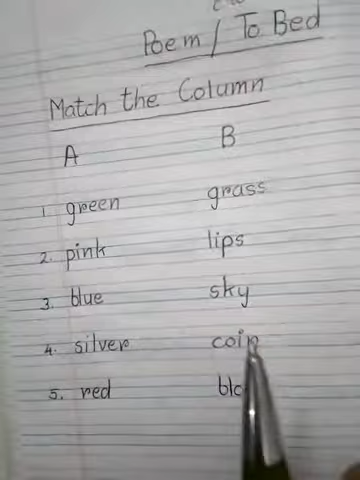 Poem / To Bed
Match the Column
A B
1. green grass
2. pink lips
3. blue sky
4. silver coin
5. red